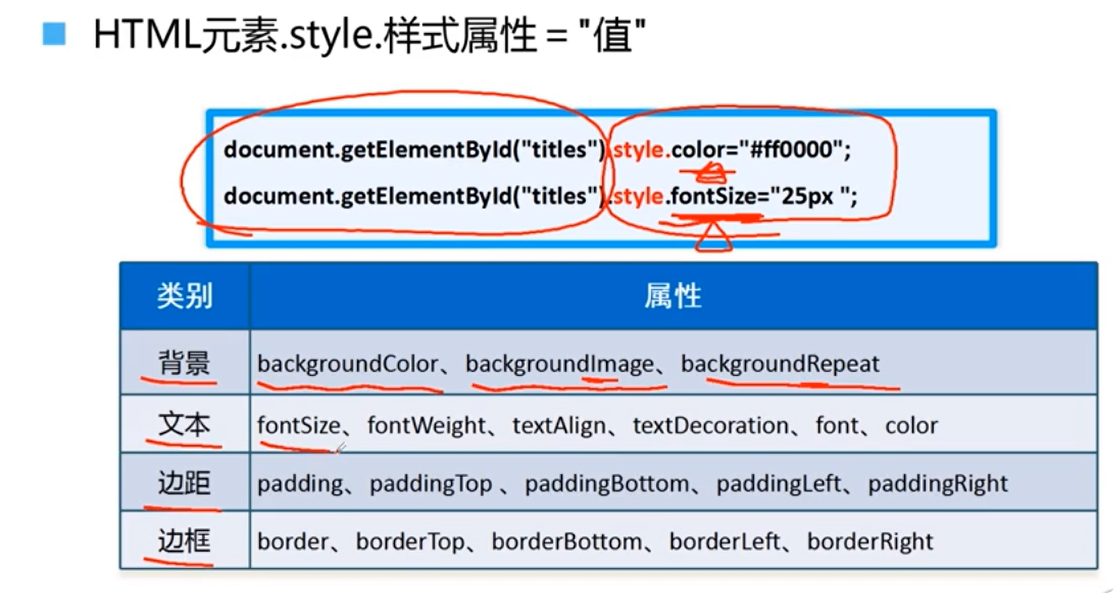 HTML元素.style.样式属性 = "值"
document.getElementById("titles").style.color="#ff0000";
document.getElementById("titles").style.fontSize="25px ";
类别 属性
背景 backgroundColor、backgroundImage、backgroundRepeat
文本 fontSize、fontWeight、textAlign、textDecoration、font、color
边距 padding、paddingTop 、paddingBottom、paddingLeft、paddingRight
边框 border、borderTop、borderBottom、borderLeft、borderRight